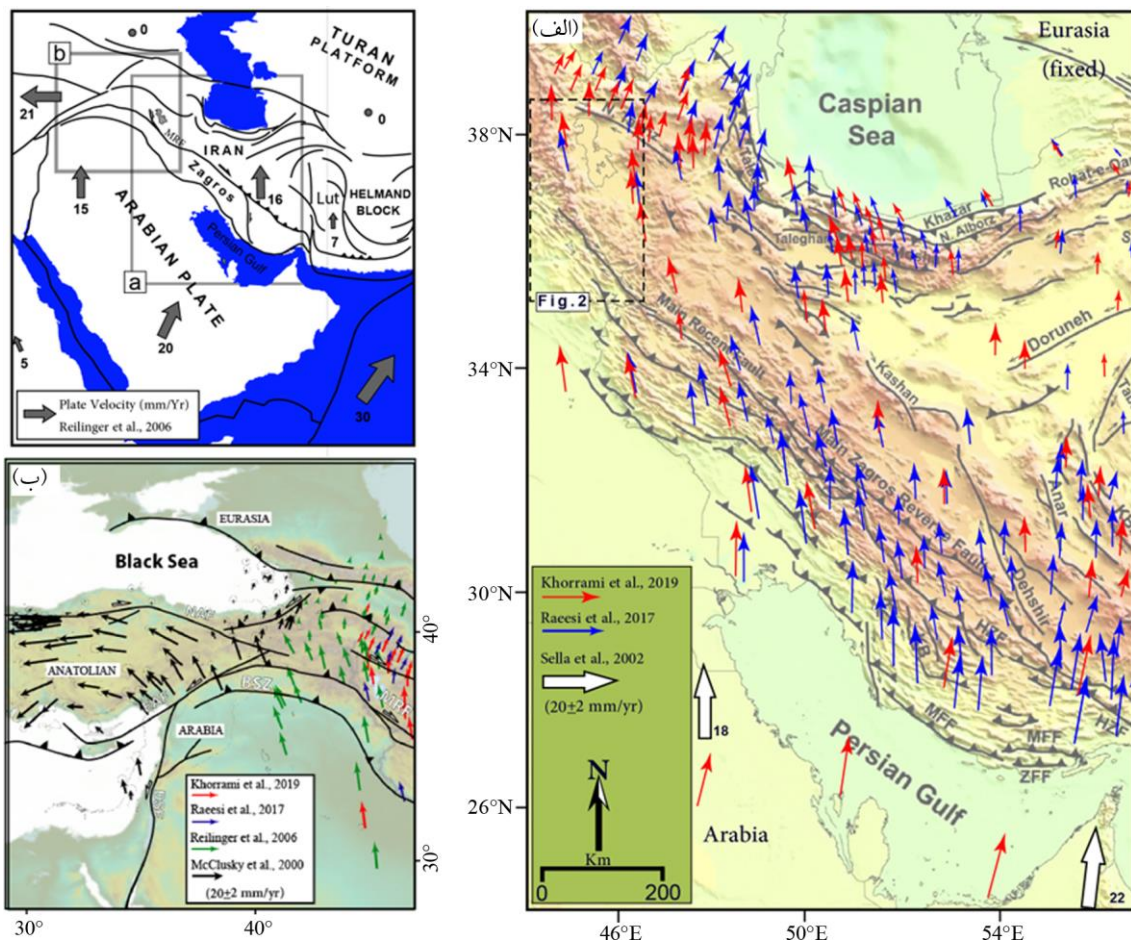 b
0
TURAN
PLATFORM
0
21
a
MRF
IRAN
Zagros
16
Lut
HELMAND
BLOCK
7
15
ARABIAN PLATE
Persian Gulf
20
5
30
Plate Velocity (mm/Yr)
Reilinger et al., 2006
(ب)
EURASIA
Black Sea
NAF
ANATOLIAN
EAF
BSZ
MRF
ARABIA
Khorrami et al., 2019
Raeesi et al., 2017
Reilinger et al., 2006
McClusky et al., 2000
(20±2 mm/yr)
40°
30°
30°
40°
(الف)
Eurasia
(fixed)
Caspian
Sea
38°N
34°N
30°N
26°N
Fig.2
Khazar
N. Alborz
Taleghan
Main Recent Fault
Doruneh
Kashan
Main Zagros Reverse Fault
Anar
Dehshir
HZF
MFF
MFF
HZF
ZFF
Persian Gulf
Arabia
18
22
Khorrami et al., 2019
Raeesi et al., 2017
Sella et al., 2002
(20±2 mm/yr)
N
Km
0
200
46°E
50°E
54°E